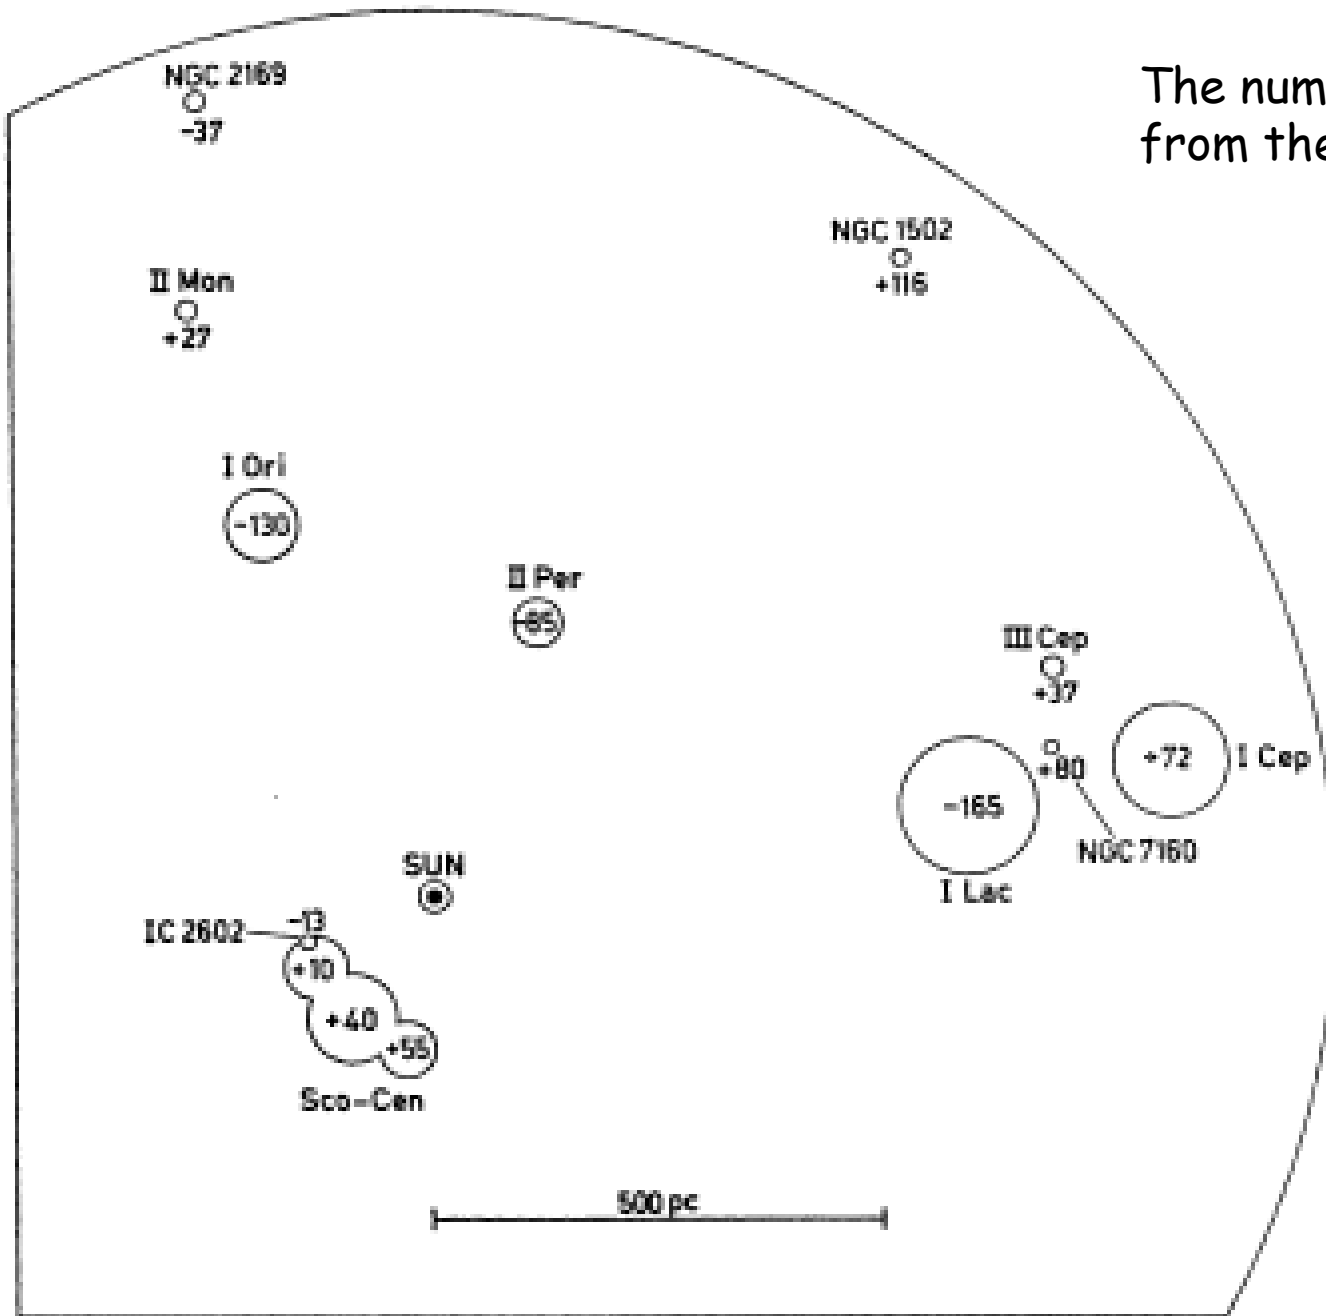 The num
from the
NGC 2169
-37
NGC 1502
+116
II Mon
+27
I Ori
-130
II Per
-85
III Cep
+37
+72
I Cep
+80
-165
NGC 7160
I Lac
SUN
-13
IC 2602
+10
+40
+55
Sco-Cen
500 pc